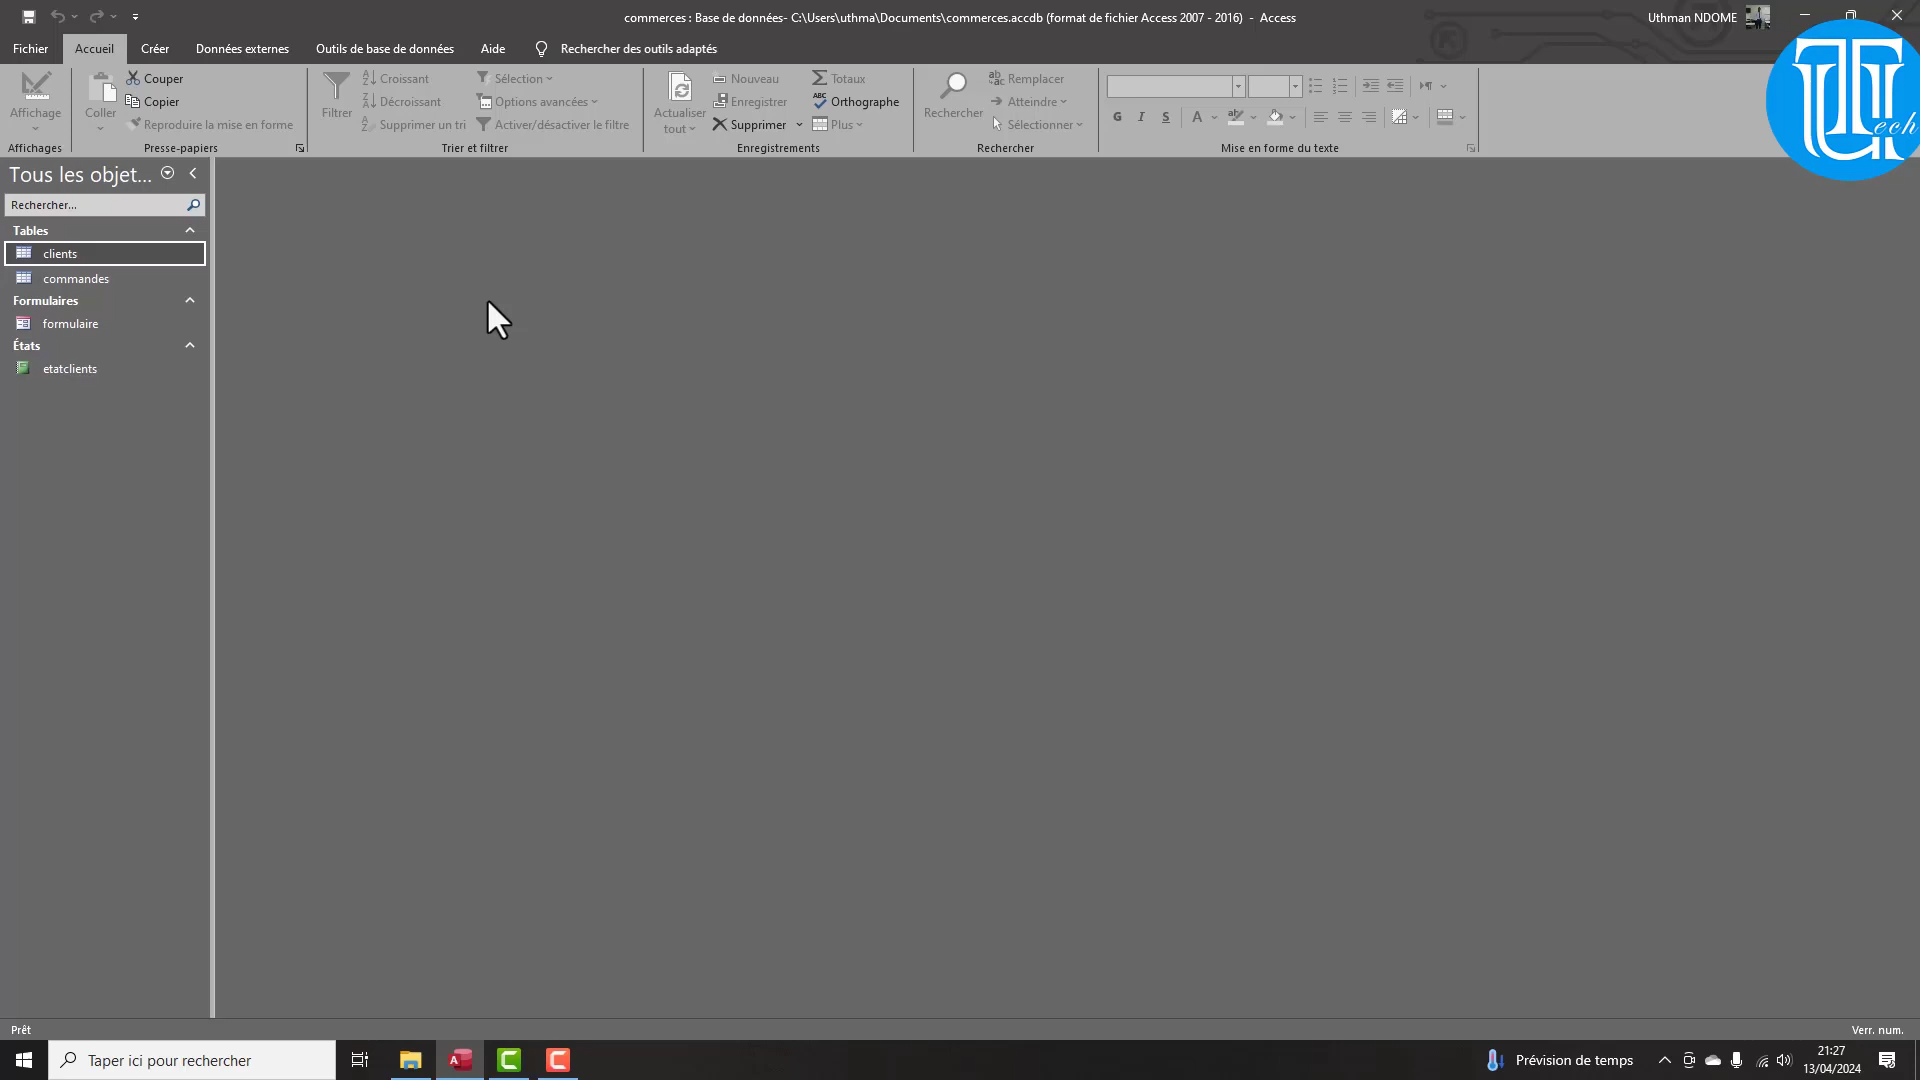 commerces : Base de données- C:\Users\uthma\Documents\commerces.accdb (format de fichier Access 2007 - 2016) - Access
Uthman NDOME
Fichier
Accueil
Créer
Données externes
Outils de base de données
Aide
Rechercher des outils adaptés
Affichage
Affichages
Coller
Couper
Copier
Reproduire la mise en forme
Presse-papiers
Filtrer
Croissant
Décroissant
Supprimer un tri
Sélection
Options avancées
Activer/désactiver le filtre
Trier et filtrer
Actualiser
tout
Nouveau
Enregistrer
Supprimer
Totaux
Orthographe
Plus
Enregistrements
Rechercher
Remplacer
Atteindre
Sélectionner
Rechercher
G I S
Mise en forme du texte
ech
Tous les objet...
Rechercher...
Tables
clients
commandes
Formulaires
formulaire
États
etatclients
Prêt
Verr. num.
Taper ici pour rechercher
Prévision de temps
21:27
13/04/2024